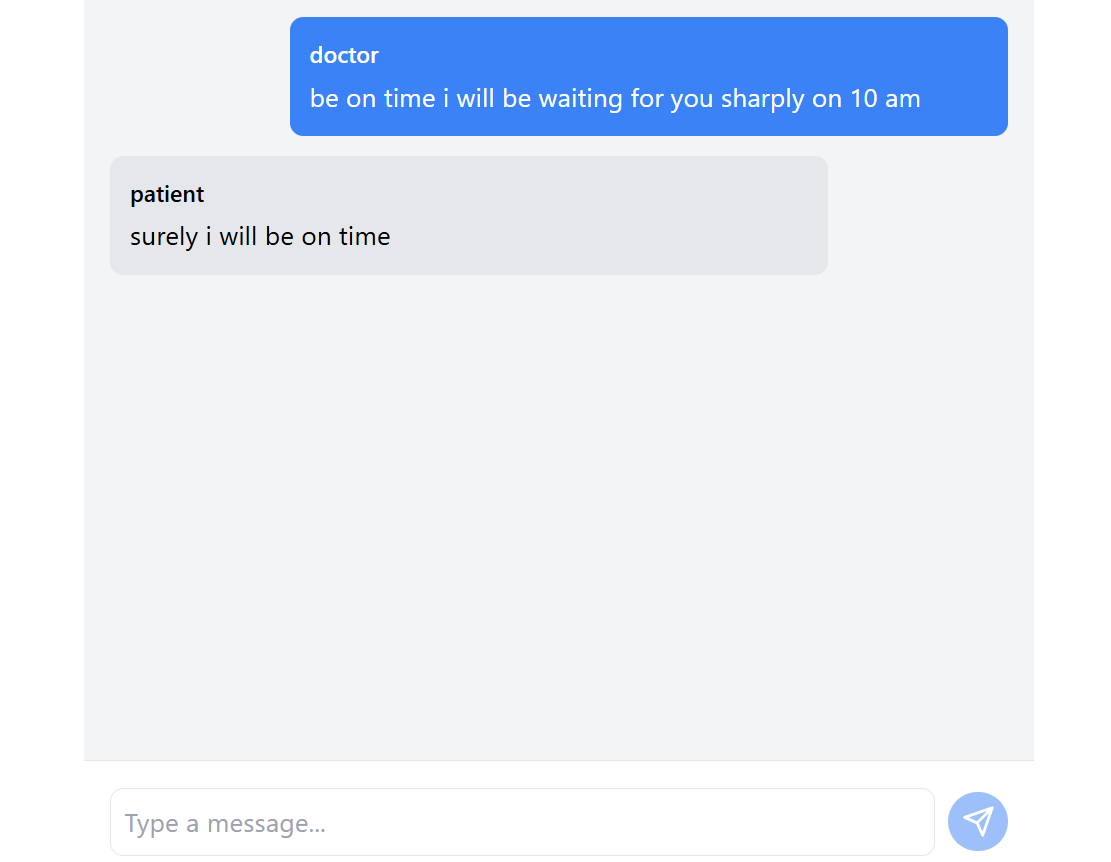 doctor
be on time i will be waiting for you sharply on 10 am
patient
surely i will be on time
Type a message...